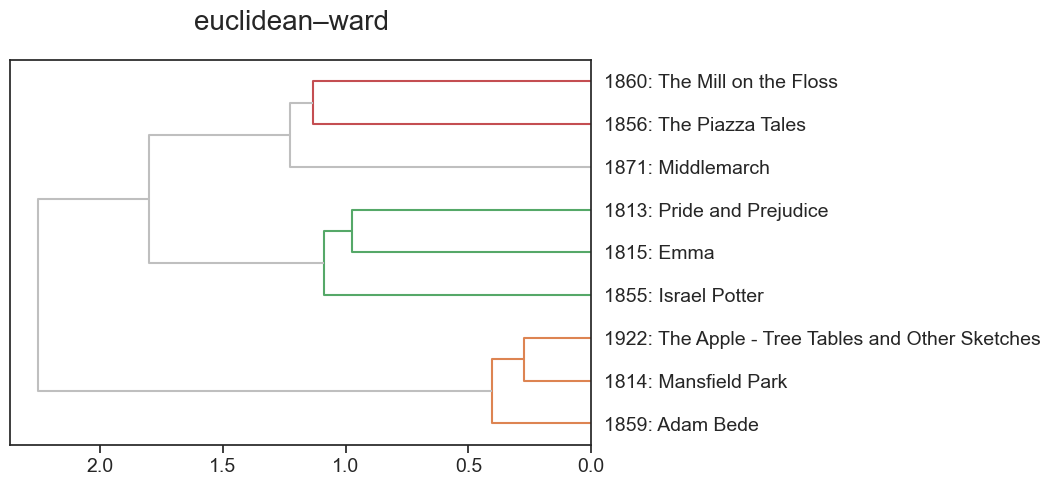 euclidean–ward
1860: The Mill on the Floss
1856: The Piazza Tales
1871: Middlemarch
1813: Pride and Prejudice
1815: Emma
1855: Israel Potter
1922: The Apple - Tree Tables and Other Sketches
1814: Mansfield Park
1859: Adam Bede
2.0 1.5 1.0 0.5 0.0